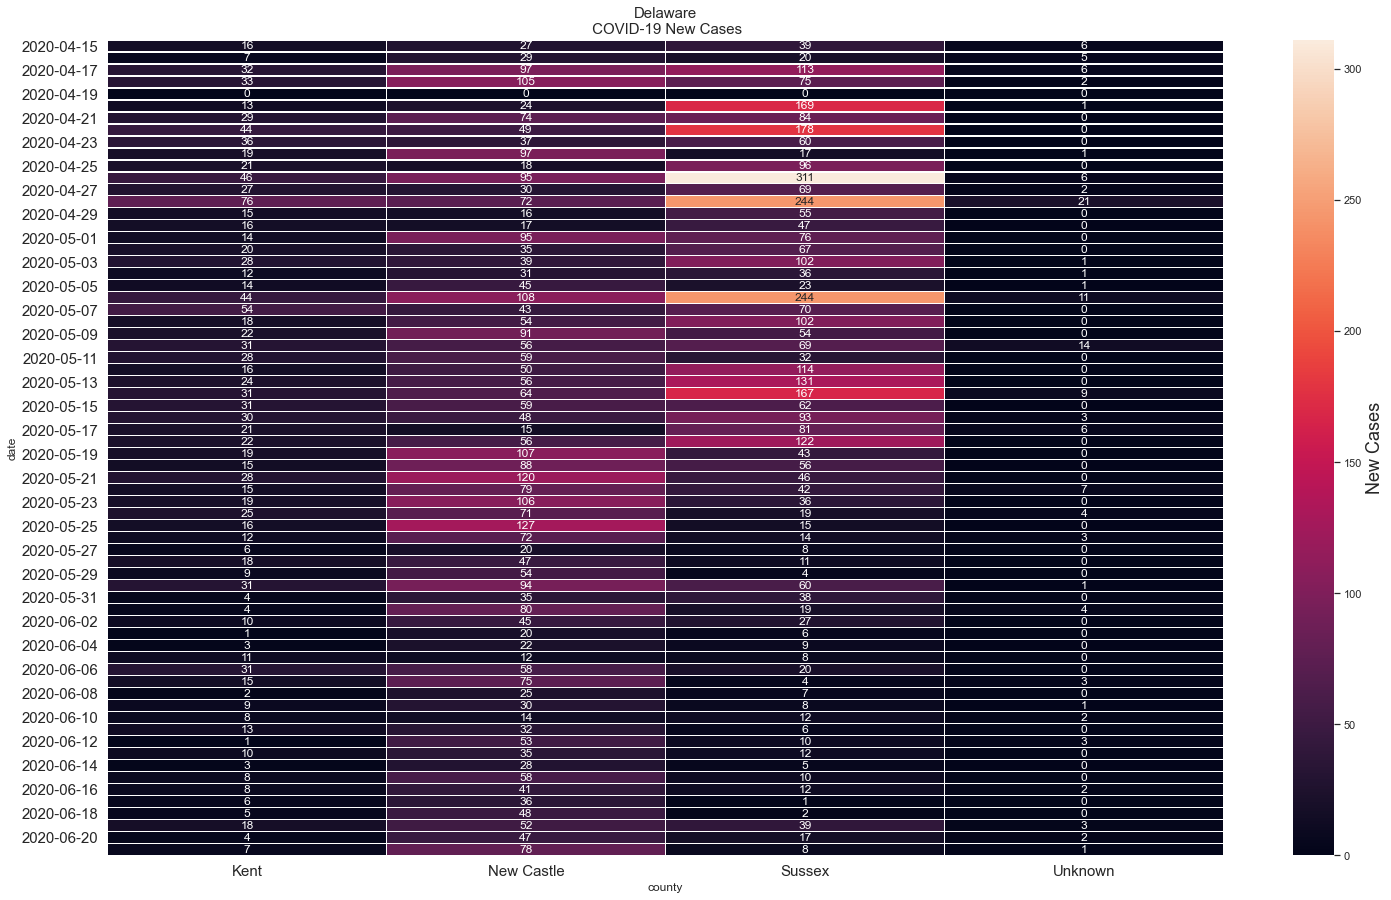 Delaware
COVID-19 New Cases
2020-04-15 16 27 39 6
7 29 20 5
2020-04-17 32 97 113 6
33 105 75 2
2020-04-19 0 0 0 0
13 24 169 1
2020-04-21 29 74 84 0
44 49 178 0
2020-04-23 36 37 60 0
19 97 17 1
2020-04-25 21 18 96 0
46 95 311 6
2020-04-27 27 30 69 2
76 72 244 21
2020-04-29 15 16 55 0
16 17 47 0
2020-05-01 14 95 76 0
20 35 67 0
2020-05-03 28 39 102 1
12 31 36 1
2020-05-05 14 45 23 1
44 108 244 11
2020-05-07 54 43 70 0
18 54 102 0
2020-05-09 22 91 54 0
31 56 69 14
2020-05-11 28 59 32 0
16 50 114 0
2020-05-13 24 56 131 0
31 64 167 9
2020-05-15 31 59 62 0
30 48 93 3
2020-05-17 21 15 81 6
22 56 122 0
2020-05-19 19 107 43 0
15 88 56 0
2020-05-21 28 120 46 0
15 79 42 7
2020-05-23 19 106 36 0
25 71 19 4
2020-05-25 16 127 15 0
12 72 14 3
2020-05-27 6 20 8 0
18 47 11 0
2020-05-29 9 54 4 0
31 94 60 1
2020-05-31 4 35 38 0
4 80 19 4
2020-06-02 10 45 27 0
1 20 6 0
2020-06-04 3 22 9 0
11 12 8 0
2020-06-06 31 58 20 0
15 75 4 3
2020-06-08 2 25 7 0
9 30 8 1
2020-06-10 8 14 12 2
13 32 6 0
2020-06-12 1 53 10 3
10 35 12 0
2020-06-14 3 28 5 0
8 58 10 0
2020-06-16 8 41 12 2
6 36 1 0
2020-06-18 5 48 2 0
18 52 39 3
2020-06-20 4 47 17 2
7 78 8 1
Kent New Castle Sussex Unknown
county
date
300
250
200
150
100
50
0
New Cases